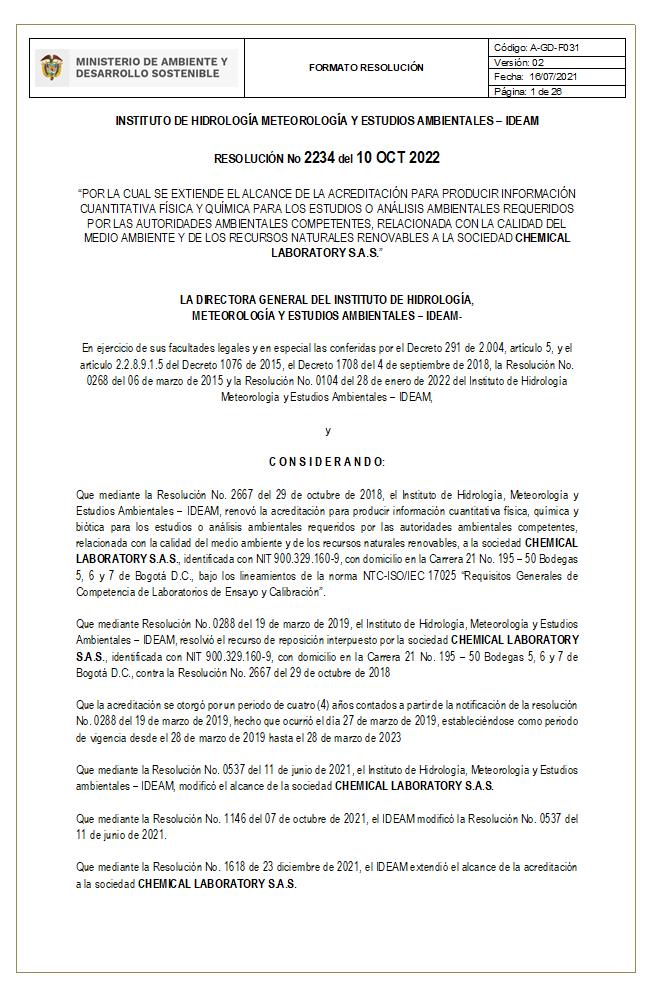 MINISTERIO DE AMBIENTE Y
DESARROLLO SOSTENIBLE
FORMATO RESOLUCIÓN
Código: A-GD-F031
Versión: 02
Fecha: 16/07/2021
Página: 1 de 26
INSTITUTO DE HIDROLOGÍA METEOROLOGÍA Y ESTUDIOS AMBIENTALES – IDEAM
RESOLUCIÓN No 2234 del 10 OCT 2022
“POR LA CUAL SE EXTIENDE EL ALCANCE DE LA ACREDITACIÓN PARA PRODUCIR INFORMACIÓN
CUANTITATIVA FÍSICA Y QUÍMICA PARA LOS ESTUDIOS O ANÁLISIS AMBIENTALES REQUERIDOS
POR LAS AUTORIDADES AMBIENTALES COMPETENTES, RELACIONADA CON LA CALIDAD DEL
MEDIO AMBIENTE Y DE LOS RECURSOS NATURALES RENOVABLES A LA SOCIEDAD CHEMICAL
LABORATORY S.A.S.”
LA DIRECTORA GENERAL DEL INSTITUTO DE HIDROLOGÍA,
METEOROLOGÍA Y ESTUDIOS AMBIENTALES – IDEAM-
En ejercicio de sus facultades legales y en especial las conferidas por el Decreto 291 de 2.004, artículo 5, y el
artículo 2.2.8.9.1.5 del Decreto 1076 de 2015, el Decreto 1708 del 4 de septiembre de 2018, la Resolución No.
0268 del 06 de marzo de 2015 y la Resolución No. 0104 del 28 de enero de 2022 del Instituto de Hidrología
Meteorología y Estudios Ambientales – IDEAM,
y
C O N S I D E R A N D O:
Que mediante la Resolución No. 2667 del 29 de octubre de 2018, el Instituto de Hidrología, Meteorología y
Estudios Ambientales – IDEAM, renovó la acreditación para producir información cuantitativa física, química y
biótica para los estudios o análisis ambientales requeridos por las autoridades ambientales competentes,
relacionada con la calidad del medio ambiente y de los recursos naturales renovables, a la sociedad CHEMICAL
LABORATORY S.A.S., identificada con NIT 900.329.160-9, con domicilio en la Carrera 21 No. 195 – 50 Bodegas
5, 6 y 7 de Bogotá D.C., bajo los lineamientos de la norma NTC-ISO/IEC 17025 “Requisitos Generales de
Competencia de Laboratorios de Ensayo y Calibración”.
Que mediante Resolución No. 0288 del 19 de marzo de 2019, el Instituto de Hidrología, Meteorología y Estudios
Ambientales – IDEAM, resolvió el recurso de reposición interpuesto por la sociedad CHEMICAL LABORATORY
S.A.S., identificada con NIT 900.329.160-9, con domicilio en la Carrera 21 No. 195 – 50 Bodegas 5, 6 y 7 de
Bogotá D.C., contra la Resolución No. 2667 del 29 de octubre de 2018
Que la acreditación se otorgó por un periodo de cuatro (4) años contados a partir de la notificación de la resolución
No. 0288 del 19 de marzo de 2019, hecho que ocurrió el día 27 de marzo de 2019, estableciéndose como periodo
de vigencia desde el 28 de marzo de 2019 hasta el 28 de marzo de 2023
Que mediante la Resolución No. 0537 del 11 de junio de 2021, el Instituto de Hidrología, Meteorología y Estudios
ambientales – IDEAM, modificó el alcance de la sociedad CHEMICAL LABORATORY S.A.S.
Que mediante la Resolución No. 1146 del 07 de octubre de 2021, el IDEAM modificó la Resolución No. 0537 del
11 de junio de 2021.
Que mediante la Resolución No. 1618 de 23 diciembre de 2021, el IDEAM extendió el alcance de la acreditación
a la sociedad CHEMICAL LABORATORY S.A.S.